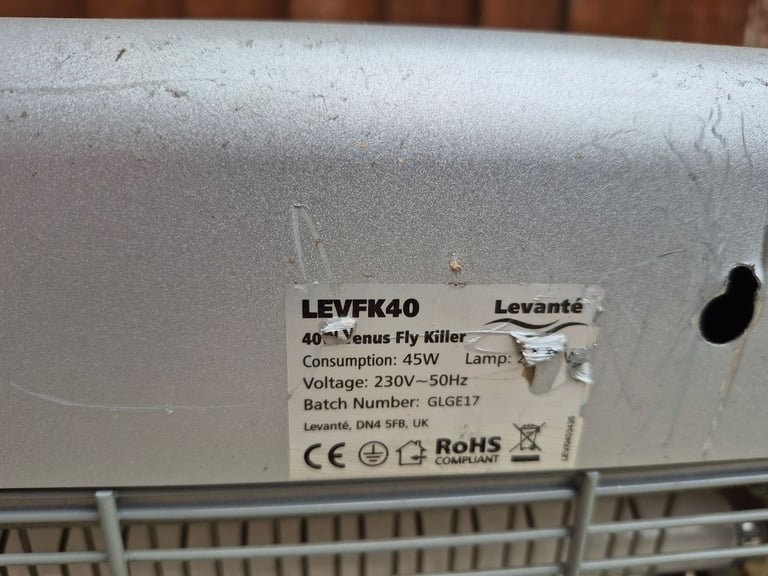 LEVFK40
Levanté
Venus Fly Killer
Consumption: 45W Lamp:
Voltage: 230V~50Hz
Batch Number: GLGE17
Levanté, DN4 5FB, UK
CE RoHS
COMPLIANT